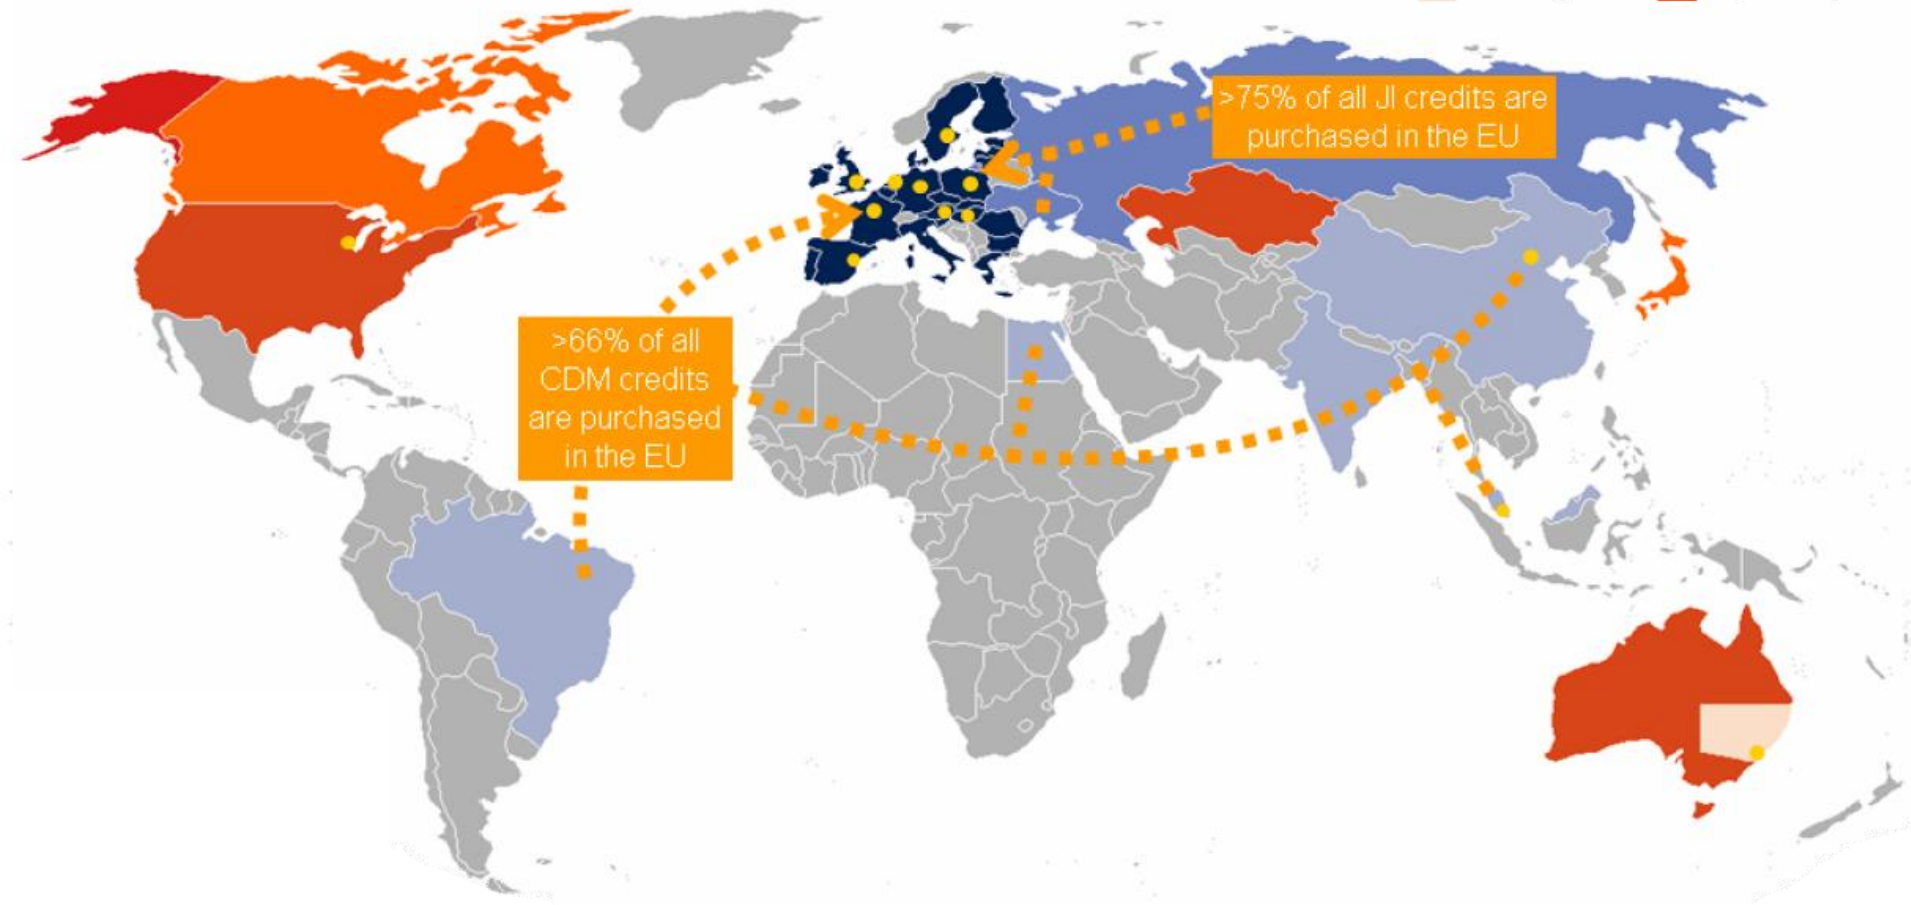 >75% of all JI credits are
purchased in the EU
>66% of all
CDM credits
are purchased
in the EU